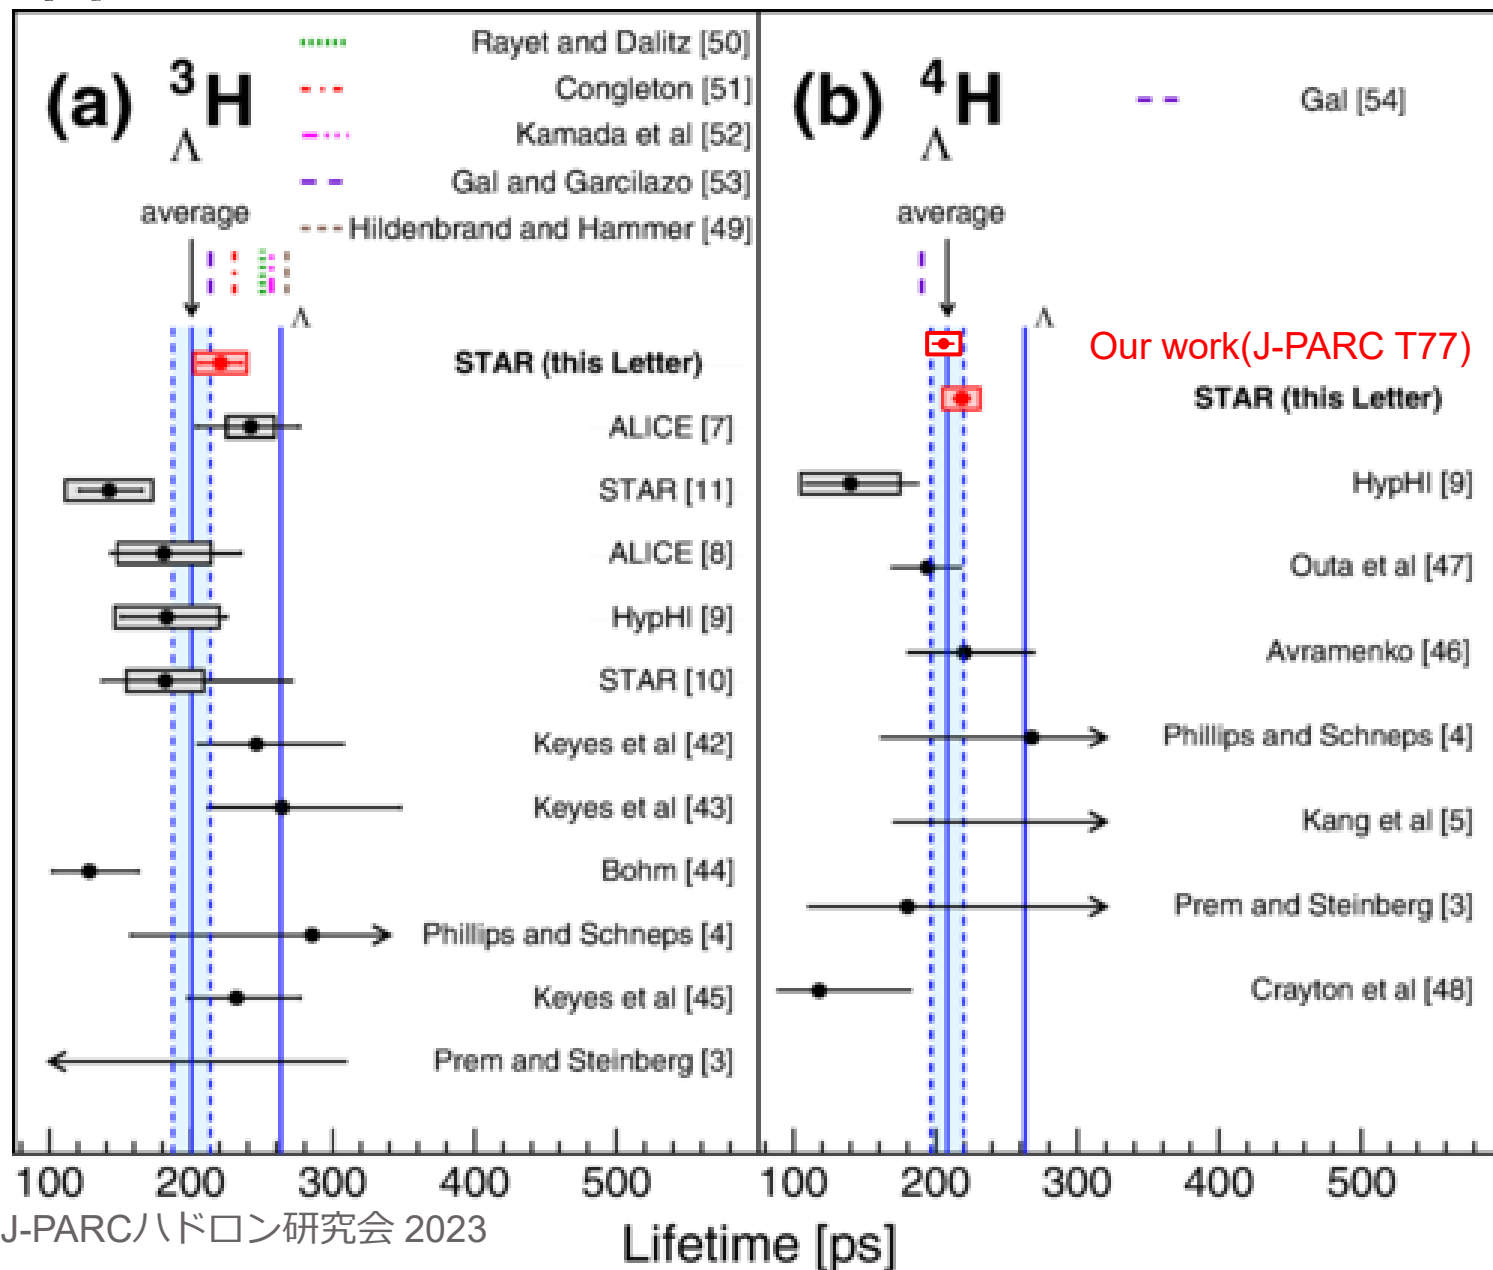 (a) ³ΛH
Rayet and Dalitz [50]
Congleton [51]
Kamada et al [52]
Gal and Garcilazo [53]
Hildenbrand and Hammer [49]
average
Λ
STAR (this Letter)
ALICE [7]
STAR [11]
ALICE [8]
HypHI [9]
STAR [10]
Keyes et al [42]
Keyes et al [43]
Bohm [44]
Phillips and Schneps [4]
Keyes et al [45]
Prem and Steinberg [3]
100 200 300 400 500
(b) ⁴ΛH
Gal [54]
average
Λ
Our work(J-PARC T77)
STAR (this Letter)
HypHI [9]
Outa et al [47]
Avramenko [46]
Phillips and Schneps [4]
Kang et al [5]
Prem and Steinberg [3]
Crayton et al [48]
100 200 300 400 500
Lifetime [ps]
J-PARCハドロン研究会 2023